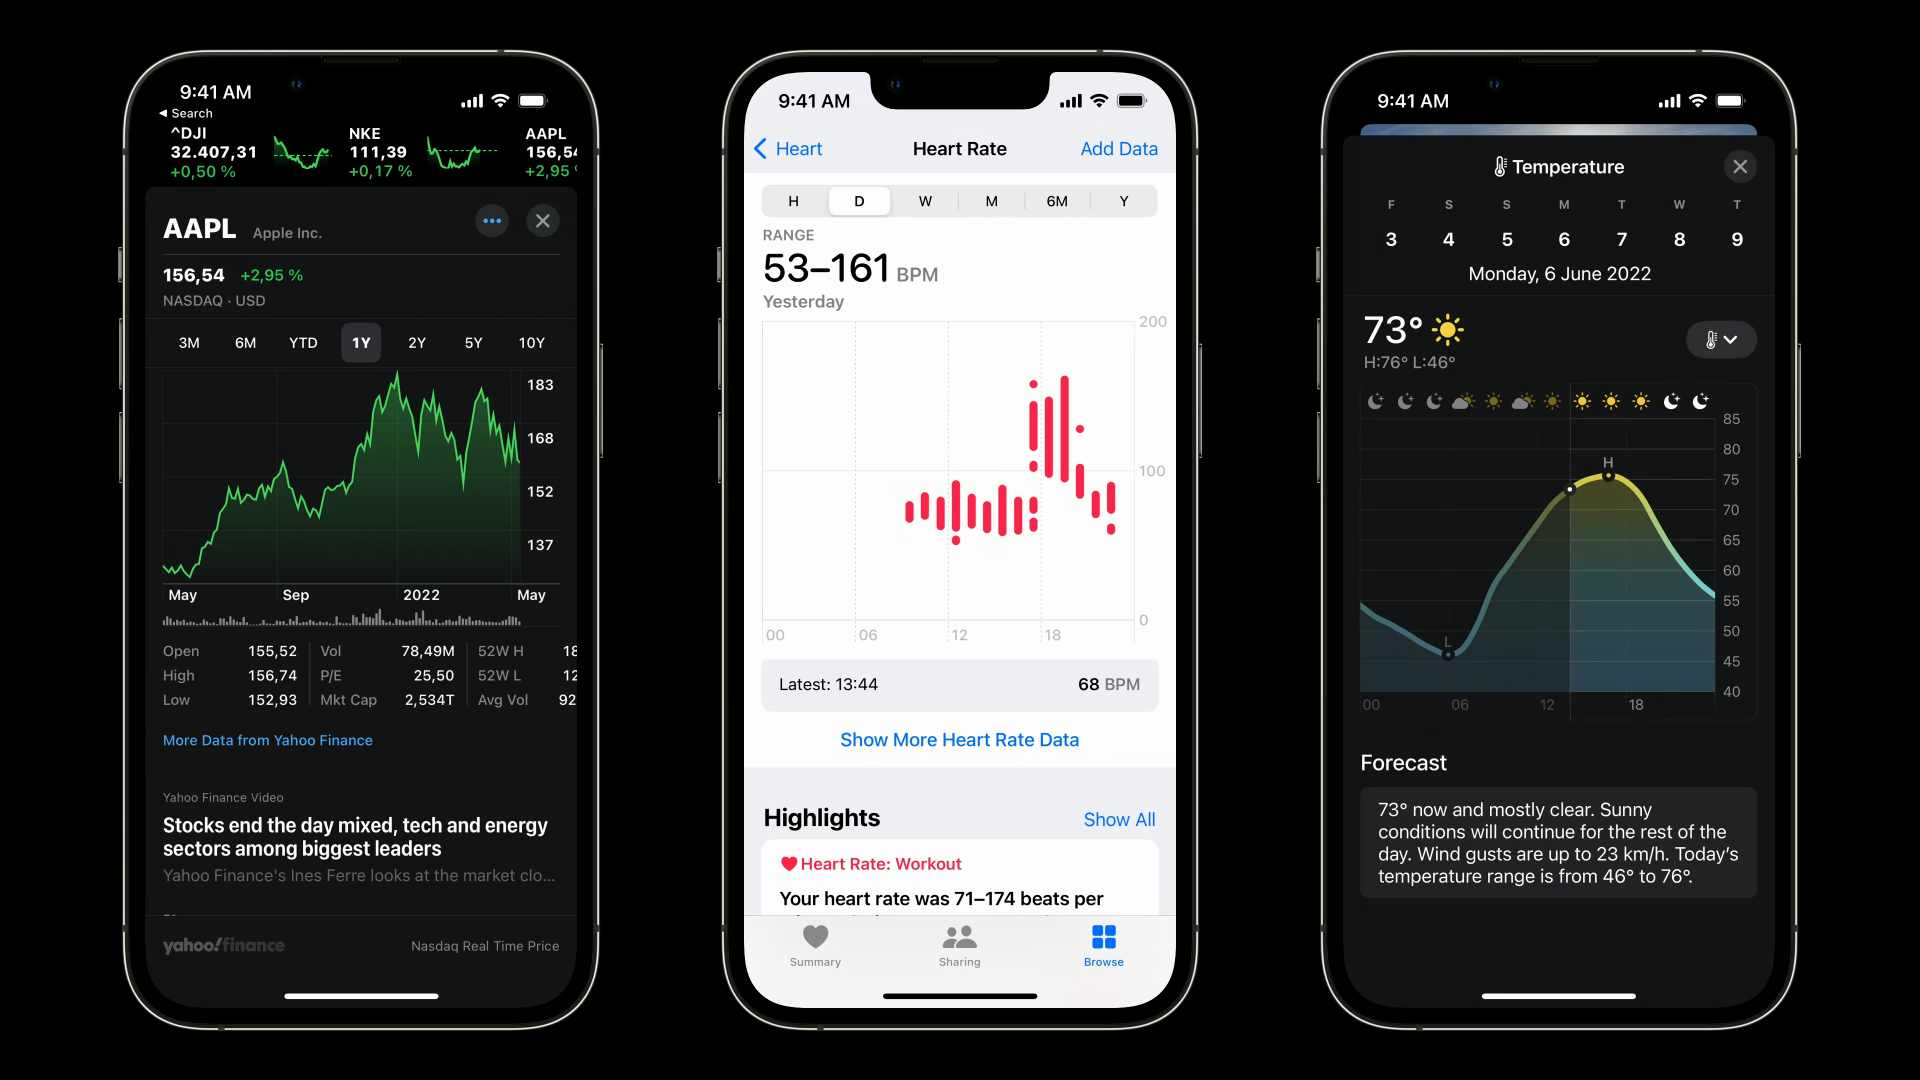 9:41 AM
◀ Search
^DJI
32.407,31
+0,50 %
NKE
111,39
+0,17 %
AAPL
156,54
+2,95
AAPL Apple Inc.
156,54 +2,95 %
NASDAQ · USD
3M 6M YTD 1Y 2Y 5Y 10Y
183
168
152
137
May Sep 2022 May
Open 155,52 Vol 78,49M 52W H 18
High 156,74 P/E 25,50 52W L 12
Low 152,93 Mkt Cap 2,534T Avg Vol 92
More Data from Yahoo Finance
Yahoo Finance Video
Stocks end the day mixed, tech and energy
sectors among biggest leaders
Yahoo Finance's Ines Ferre looks at the market clo...
yahoo!finance Nasdaq Real Time Price
9:41 AM
Heart Heart Rate Add Data
H D W M 6M Y
RANGE
53–161 BPM
Yesterday
200
100
0
00 06 12 18
Latest: 13:44 68 BPM
Show More Heart Rate Data
Highlights Show All
Heart Rate: Workout
Your heart rate was 71–174 beats per
Summary Sharing Browse
9:41 AM
Temperature
F S S M T W T
3 4 5 6 7 8 9
Monday, 6 June 2022
73°
H:76° L:46°
85
80
75
70
65
60
55
50
45
40
H
L
00 06 12 18
Forecast
73° now and mostly clear. Sunny
conditions will continue for the rest of the
day. Wind gusts are up to 23 km/h. Today's
temperature range is from 46° to 76°.